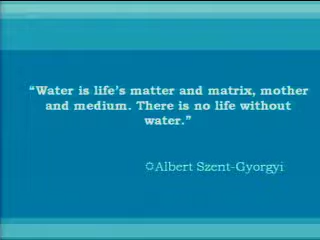 “Water is life’s matter and matrix, mother
and medium. There is no life without
water.”
Albert Szent-Gyorgyi